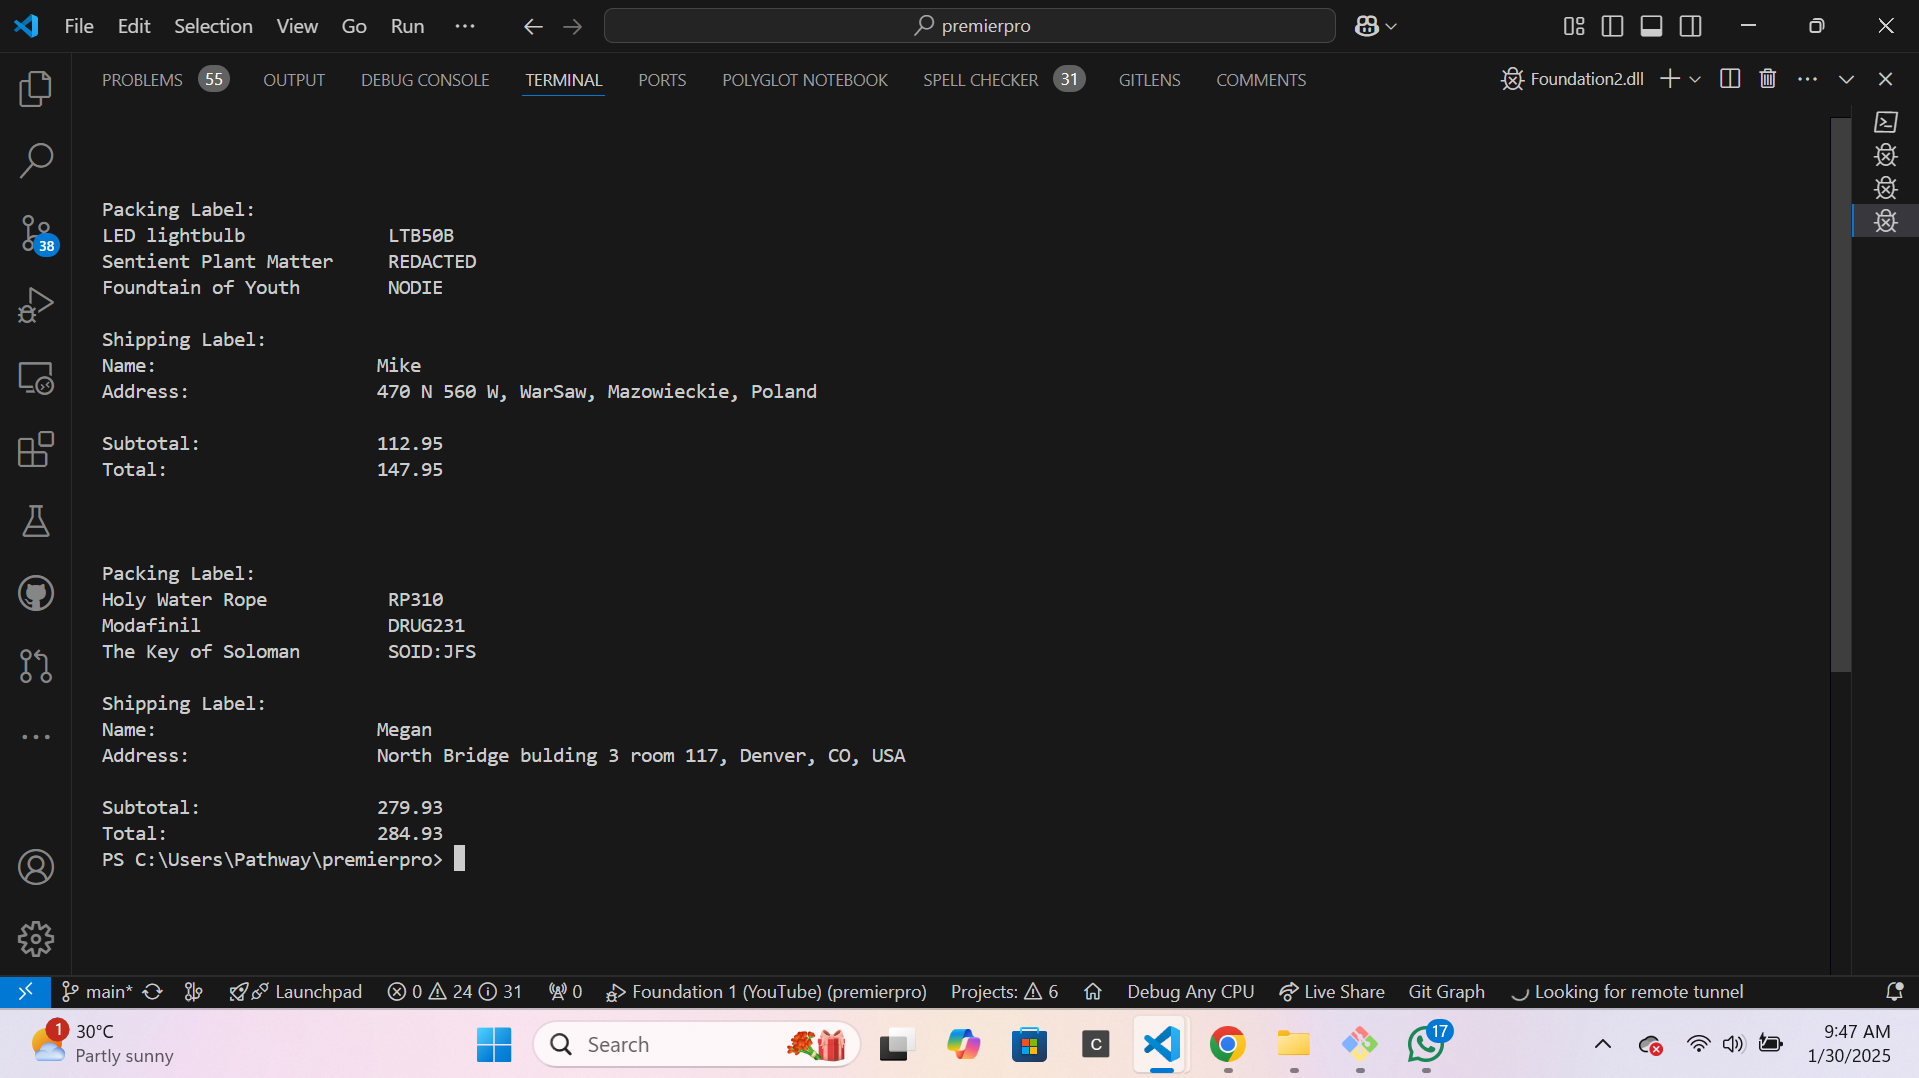 File Edit Selection View Go Run ··· premierpro
PROBLEMS 55 OUTPUT DEBUG CONSOLE TERMINAL PORTS POLYGLOT NOTEBOOK SPELL CHECKER 31 GITLENS COMMENTS Foundation2.dll
Packing Label:
LED lightbulb LTB50B
Sentient Plant Matter REDACTED
Foundtain of Youth NODIE
Shipping Label:
Name: Mike
Address: 470 N 560 W, WarSaw, Mazowieckie, Poland
Subtotal: 112.95
Total: 147.95
Packing Label:
Holy Water Rope RP310
Modafinil DRUG231
The Key of Soloman SOID:JFS
Shipping Label:
Name: Megan
Address: North Bridge bulding 3 room 117, Denver, CO, USA
Subtotal: 279.93
Total: 284.93
PS C:\Users\Pathway\premierpro>
38
main* Launchpad 0 24 31 0 Foundation 1 (YouTube) (premierpro) Projects: 6 Debug Any CPU Live Share Git Graph Looking for remote tunnel
1 30°C
Partly sunny
Search
C
17
9:47 AM
1/30/2025